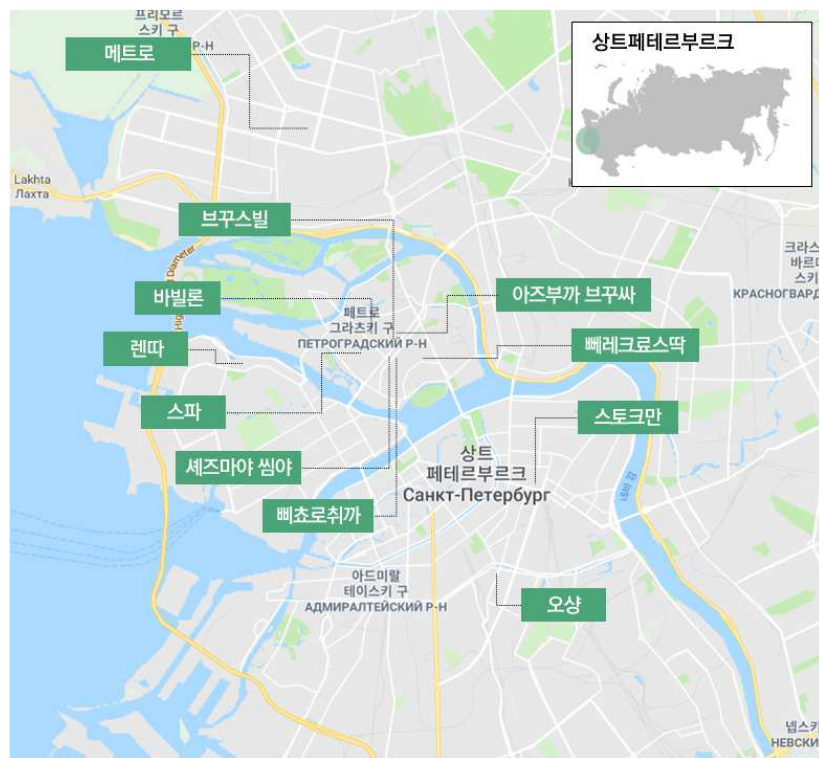 프리모르
스키 구
Р-Н
메트로
상트페테르부르크
Lakhta
Лахта
브꾸스빌
크라스
바르디
스키
КРАСНОГВАРД
바빌론
아즈부까 브꾸싸
페트로
그라츠키 구
ПЕТРОГРАДСКИЙ Р-Н
렌따
뻬레크료스딱
스파
스토크만
상트
페테르부르크
Санкт-Петербург
셰즈마야 씸야
네바 강
삐쵸로취까
아드미랄
테이스키 구
АДМИРАЛТЕЙСКИЙ Р-Н
오샹
넵스키
НЕВСКИЙ